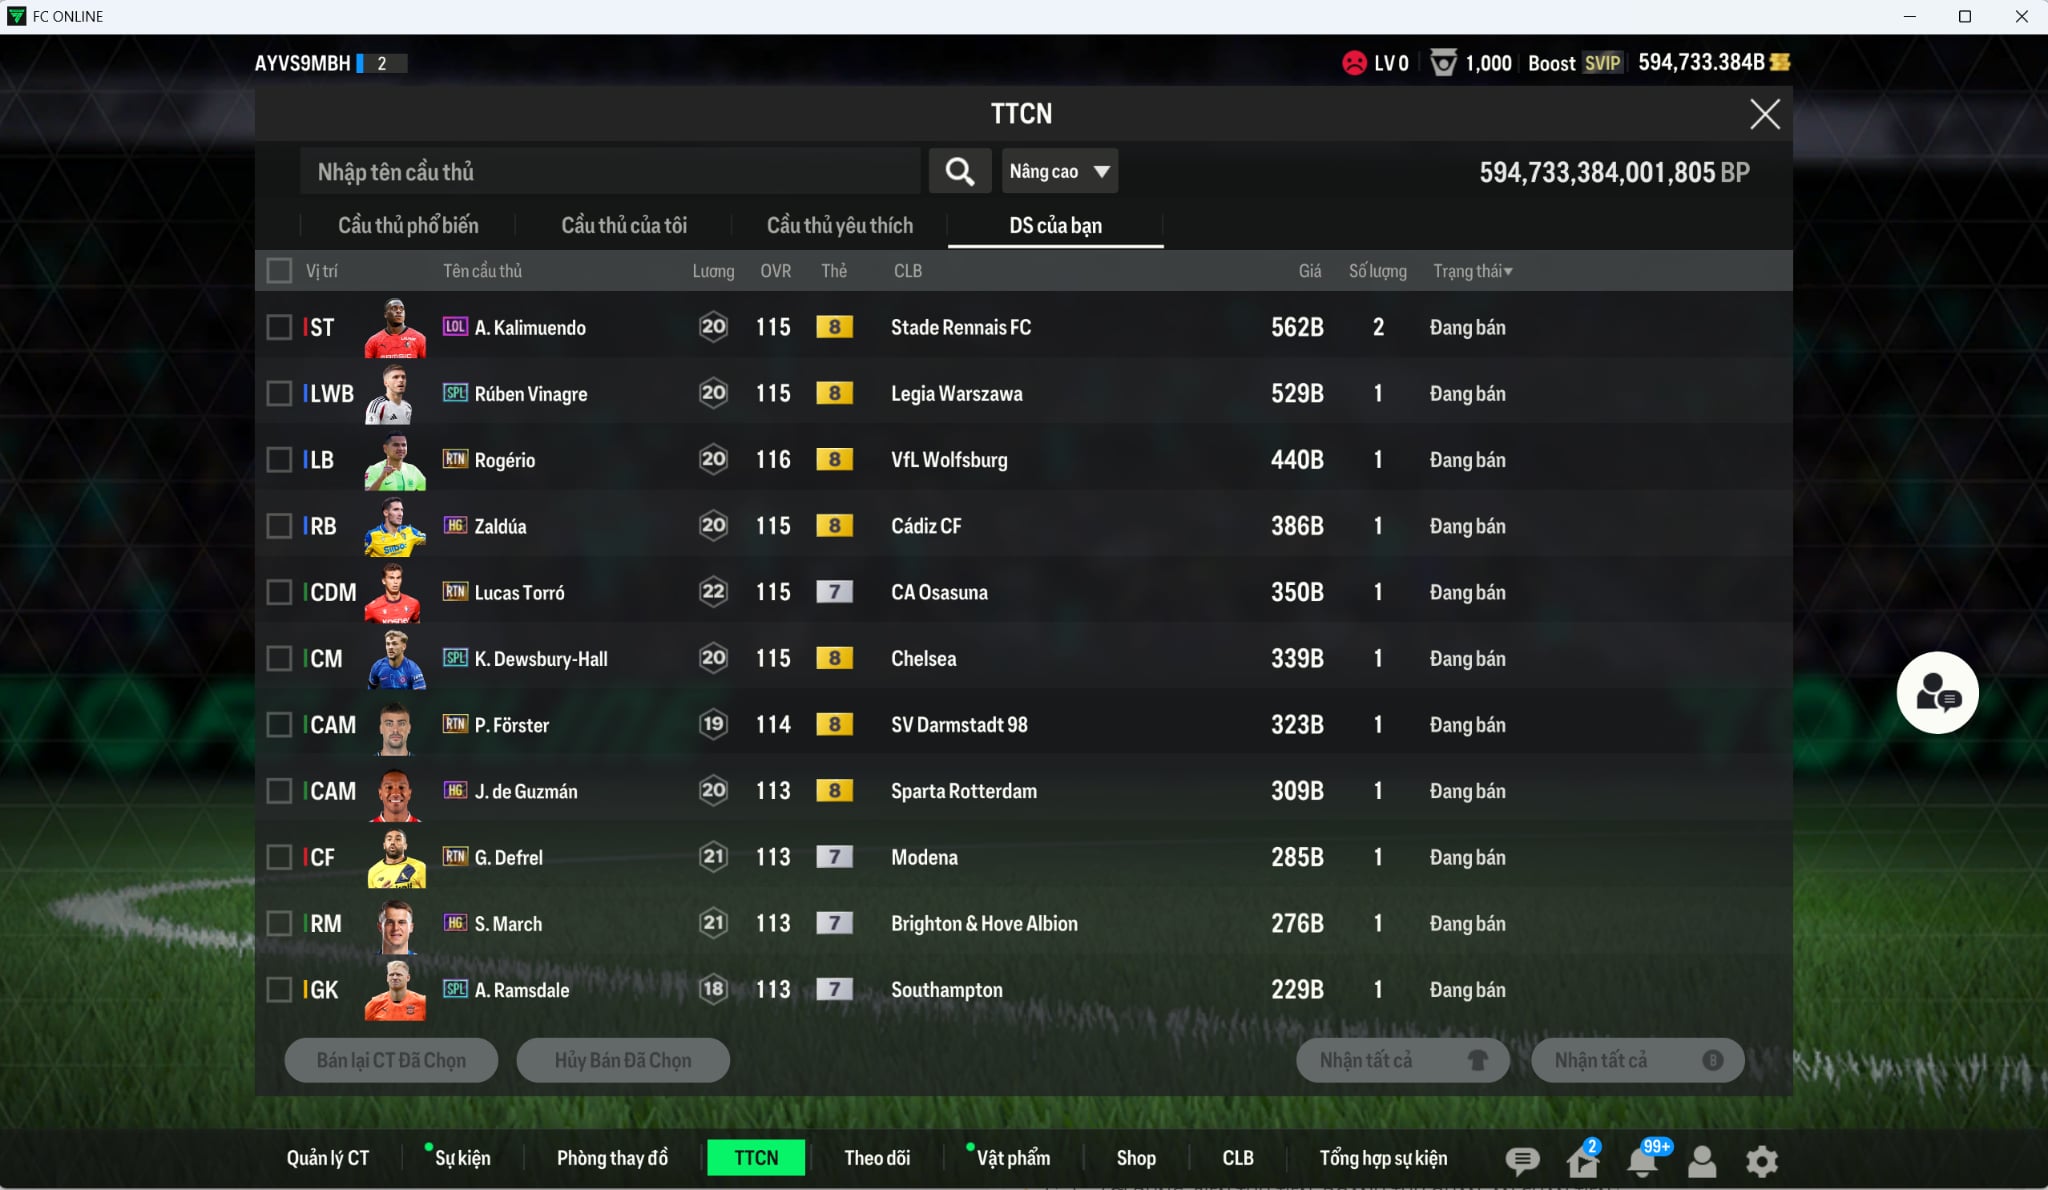 FC ONLINE
AYVS9MBH 2 LV 0 1,000 Boost SVIP 594,733.384B
TTCN
Nhập tên cầu thủ Nâng cao 594,733,384,001,805 BP
Cầu thủ phổ biến Cầu thủ của tôi Cầu thủ yêu thích DS của bạn
Vị trí Tên cầu thủ Lương OVR Thẻ CLB Giá Số lượng Trạng thái▾
ST LOL A. Kalimuendo 20 115 8 Stade Rennais FC 562B 2 Đang bán
LWB SPL Rúben Vinagre 20 115 8 Legia Warszawa 529B 1 Đang bán
LB RTN Rogério 20 116 8 VfL Wolfsburg 440B 1 Đang bán
RB HG Zaldúa 20 115 8 Cádiz CF 386B 1 Đang bán
CDM RTN Lucas Torró 22 115 7 CA Osasuna 350B 1 Đang bán
CM SPL K. Dewsbury-Hall 20 115 8 Chelsea 339B 1 Đang bán
CAM RTN P. Förster 19 114 8 SV Darmstadt 98 323B 1 Đang bán
CAM HG J. de Guzmán 20 113 8 Sparta Rotterdam 309B 1 Đang bán
CF RTN G. Defrel 21 113 7 Modena 285B 1 Đang bán
RM HG S. March 21 113 7 Brighton & Hove Albion 276B 1 Đang bán
GK SPL A. Ramsdale 18 113 7 Southampton 229B 1 Đang bán
Bán lại CT Đã Chọn Hủy Bán Đã Chọn Nhận tất cả Nhận tất cả B
Quản lý CT Sự kiện Phòng thay đồ TTCN Theo dõi Vật phẩm Shop CLB Tổng hợp sự kiện 2 99+